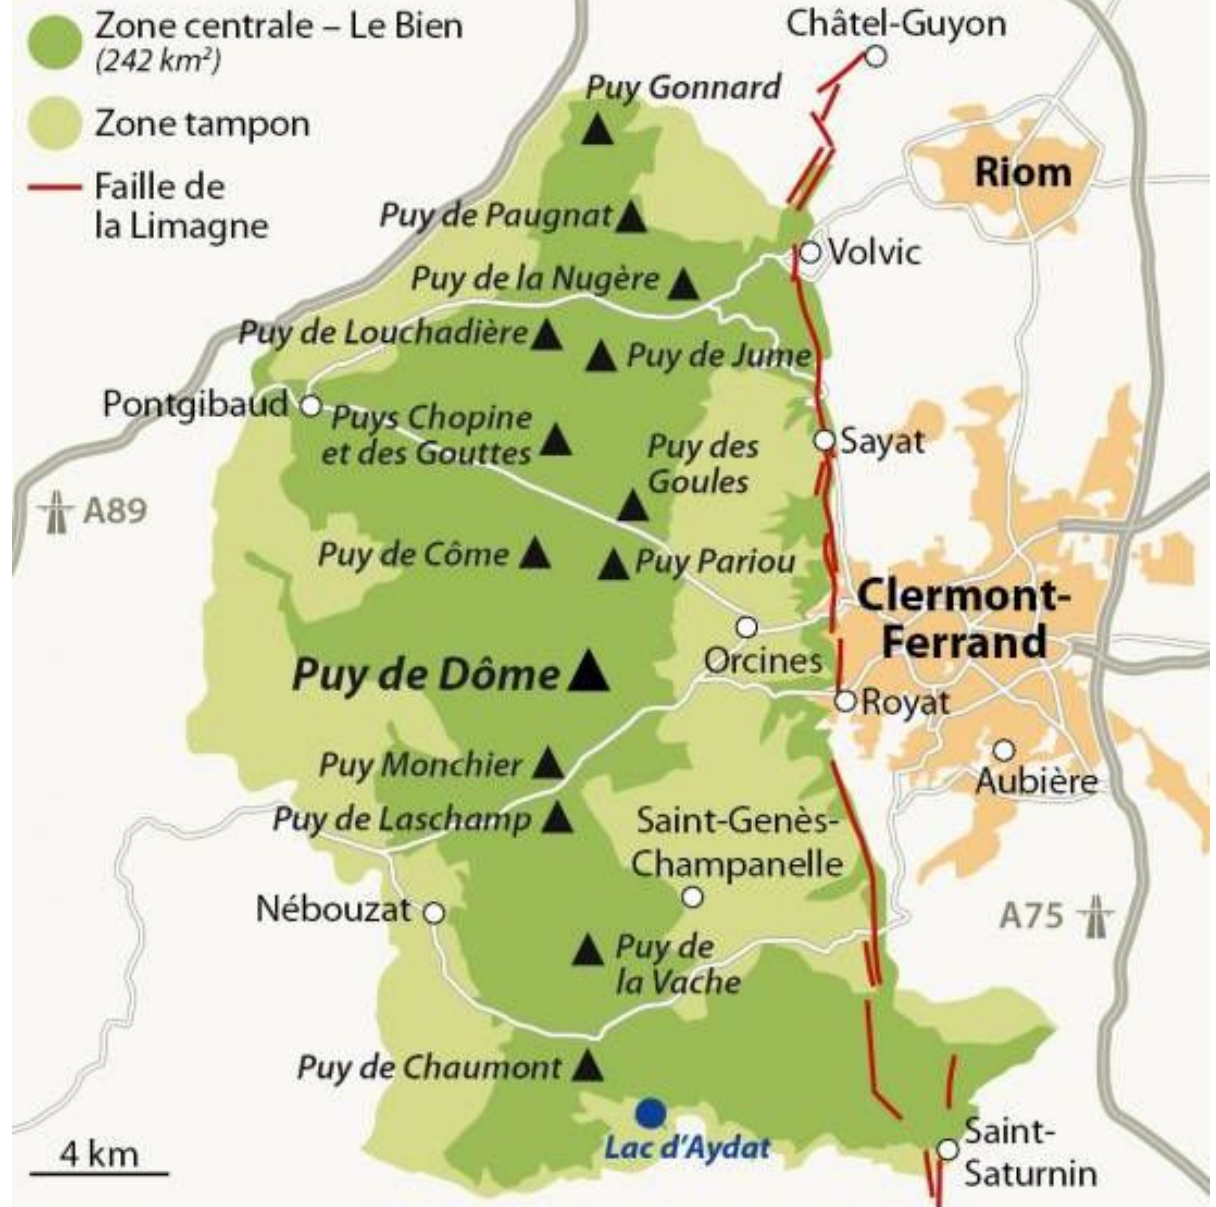 Zone centrale – Le Bien
(242 km²)
Zone tampon
Faille de
la Limagne
Châtel-Guyon
Puy Gonnard
Riom
Puy de Paugnat
Volvic
Puy de la Nugère
Puy de Louchadière
Puy de Jume
Pontgibaud
Puys Chopine
et des Gouttes
Puy des
Goules
Sayat
A89
Puy de Côme
Puy Pariou
Clermont-
Ferrand
Orcines
Puy de Dôme
Royat
Puy Monchier
Aubière
Puy de Laschamp
Saint-Genès-
Champanelle
Nébouzat
A75
Puy de
la Vache
Puy de Chaumont
Lac d'Aydat
Saint-
Saturnin
4 km